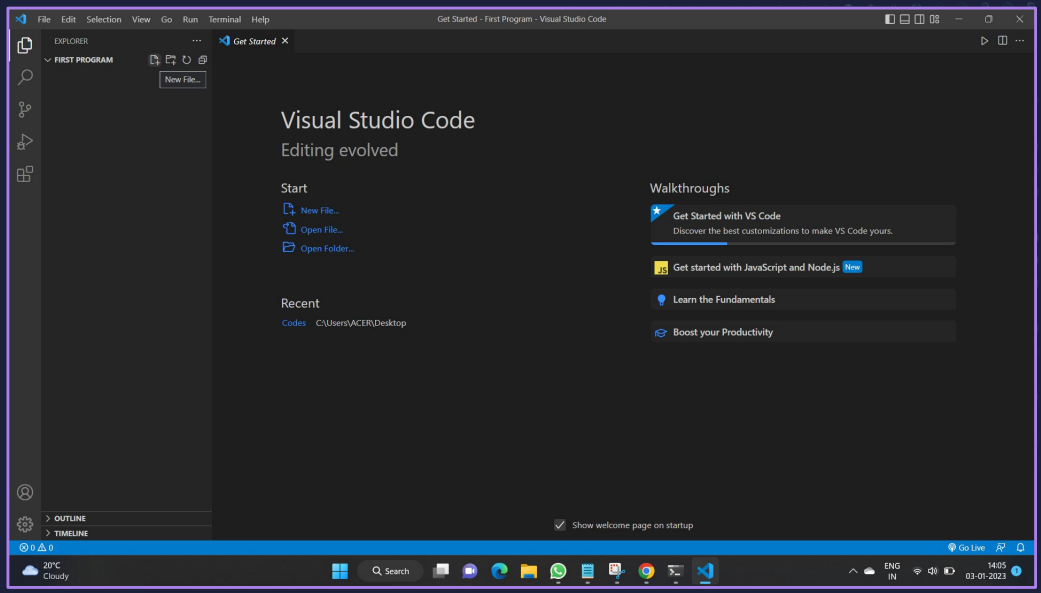 File Edit Selection View Go Run Terminal Help
Get Started - First Program - Visual Studio Code
EXPLORER
Get Started
FIRST PROGRAM
New File...
Visual Studio Code
Editing evolved
Start
New File...
Open File...
Open Folder...
Recent
Codes C:\Users\ACER\Desktop
Walkthroughs
Get Started with VS Code
Discover the best customizations to make VS Code yours.
JS Get started with JavaScript and Node.js New
Learn the Fundamentals
Boost your Productivity
OUTLINE
TIMELINE
Show welcome page on startup
0 0
Go Live
20°C
Cloudy
Search
ENG
IN
14:05
03-01-2023
1